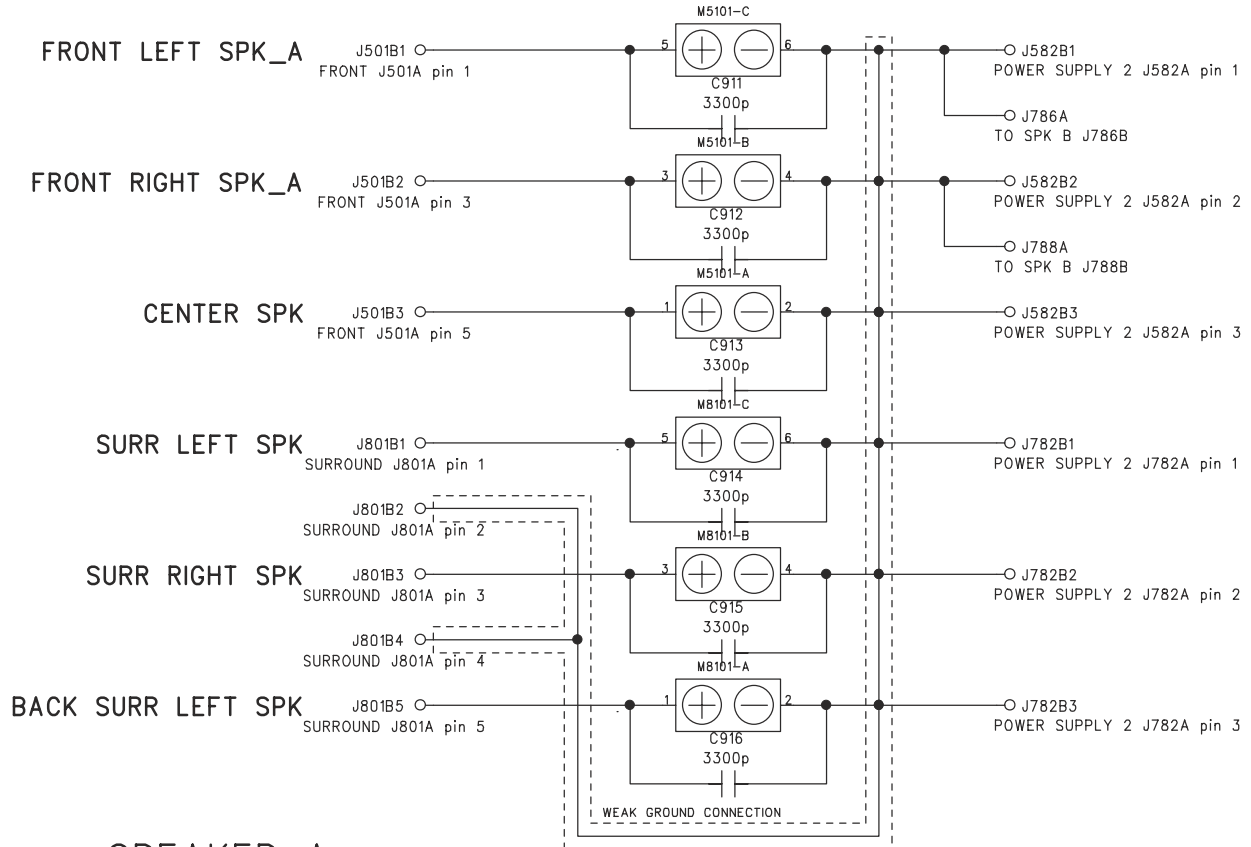 M5101-C
FRONT LEFT SPK_A
J501B1
5
6
J582B1
FRONT J501A pin 1
POWER SUPPLY 2 J582A pin 1
C911
3300p
J786A
TO SPK B J786B
M5101-B
FRONT RIGHT SPK_A
J501B2
3
4
J582B2
FRONT J501A pin 3
POWER SUPPLY 2 J582A pin 2
C912
3300p
J788A
TO SPK B J788B
M5101-A
CENTER SPK
J501B3
1
2
J582B3
FRONT J501A pin 5
POWER SUPPLY 2 J582A pin 3
C913
3300p
M8101-C
SURR LEFT SPK
J801B1
5
6
J782B1
SURROUND J801A pin 1
POWER SUPPLY 2 J782A pin 1
C914
3300p
J801B2
SURROUND J801A pin 2
M8101-B
SURR RIGHT SPK
J801B3
3
4
J782B2
SURROUND J801A pin 3
POWER SUPPLY 2 J782A pin 2
C915
3300p
J801B4
SURROUND J801A pin 4
M8101-A
BACK SURR LEFT SPK
J801B5
1
2
J782B3
SURROUND J801A pin 5
POWER SUPPLY 2 J782A pin 3
C916
3300p
WEAK GROUND CONNECTION